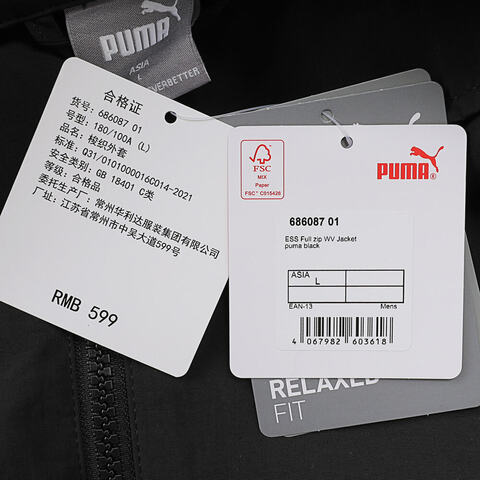 PUMA
ASIA
L
合格证
货号: 686087 01
号型: 180/100A (L)
品名: 梭织外套
标准: Q31/01010000160014-2021
安全类别: GB 18401 C类
等级: 合格品
委托生产: 常州华利达服装集团有限公司
厂址: 江苏省常州市中吴大道599号
RMB 599
FSC
MIX
Paper
FSC™ C015426
PUMA
686087 01
ESS Full zip WV Jacket
puma black
ASIA
L
EAN-13 Mens
4 067982 603618
RELAXED
FIT